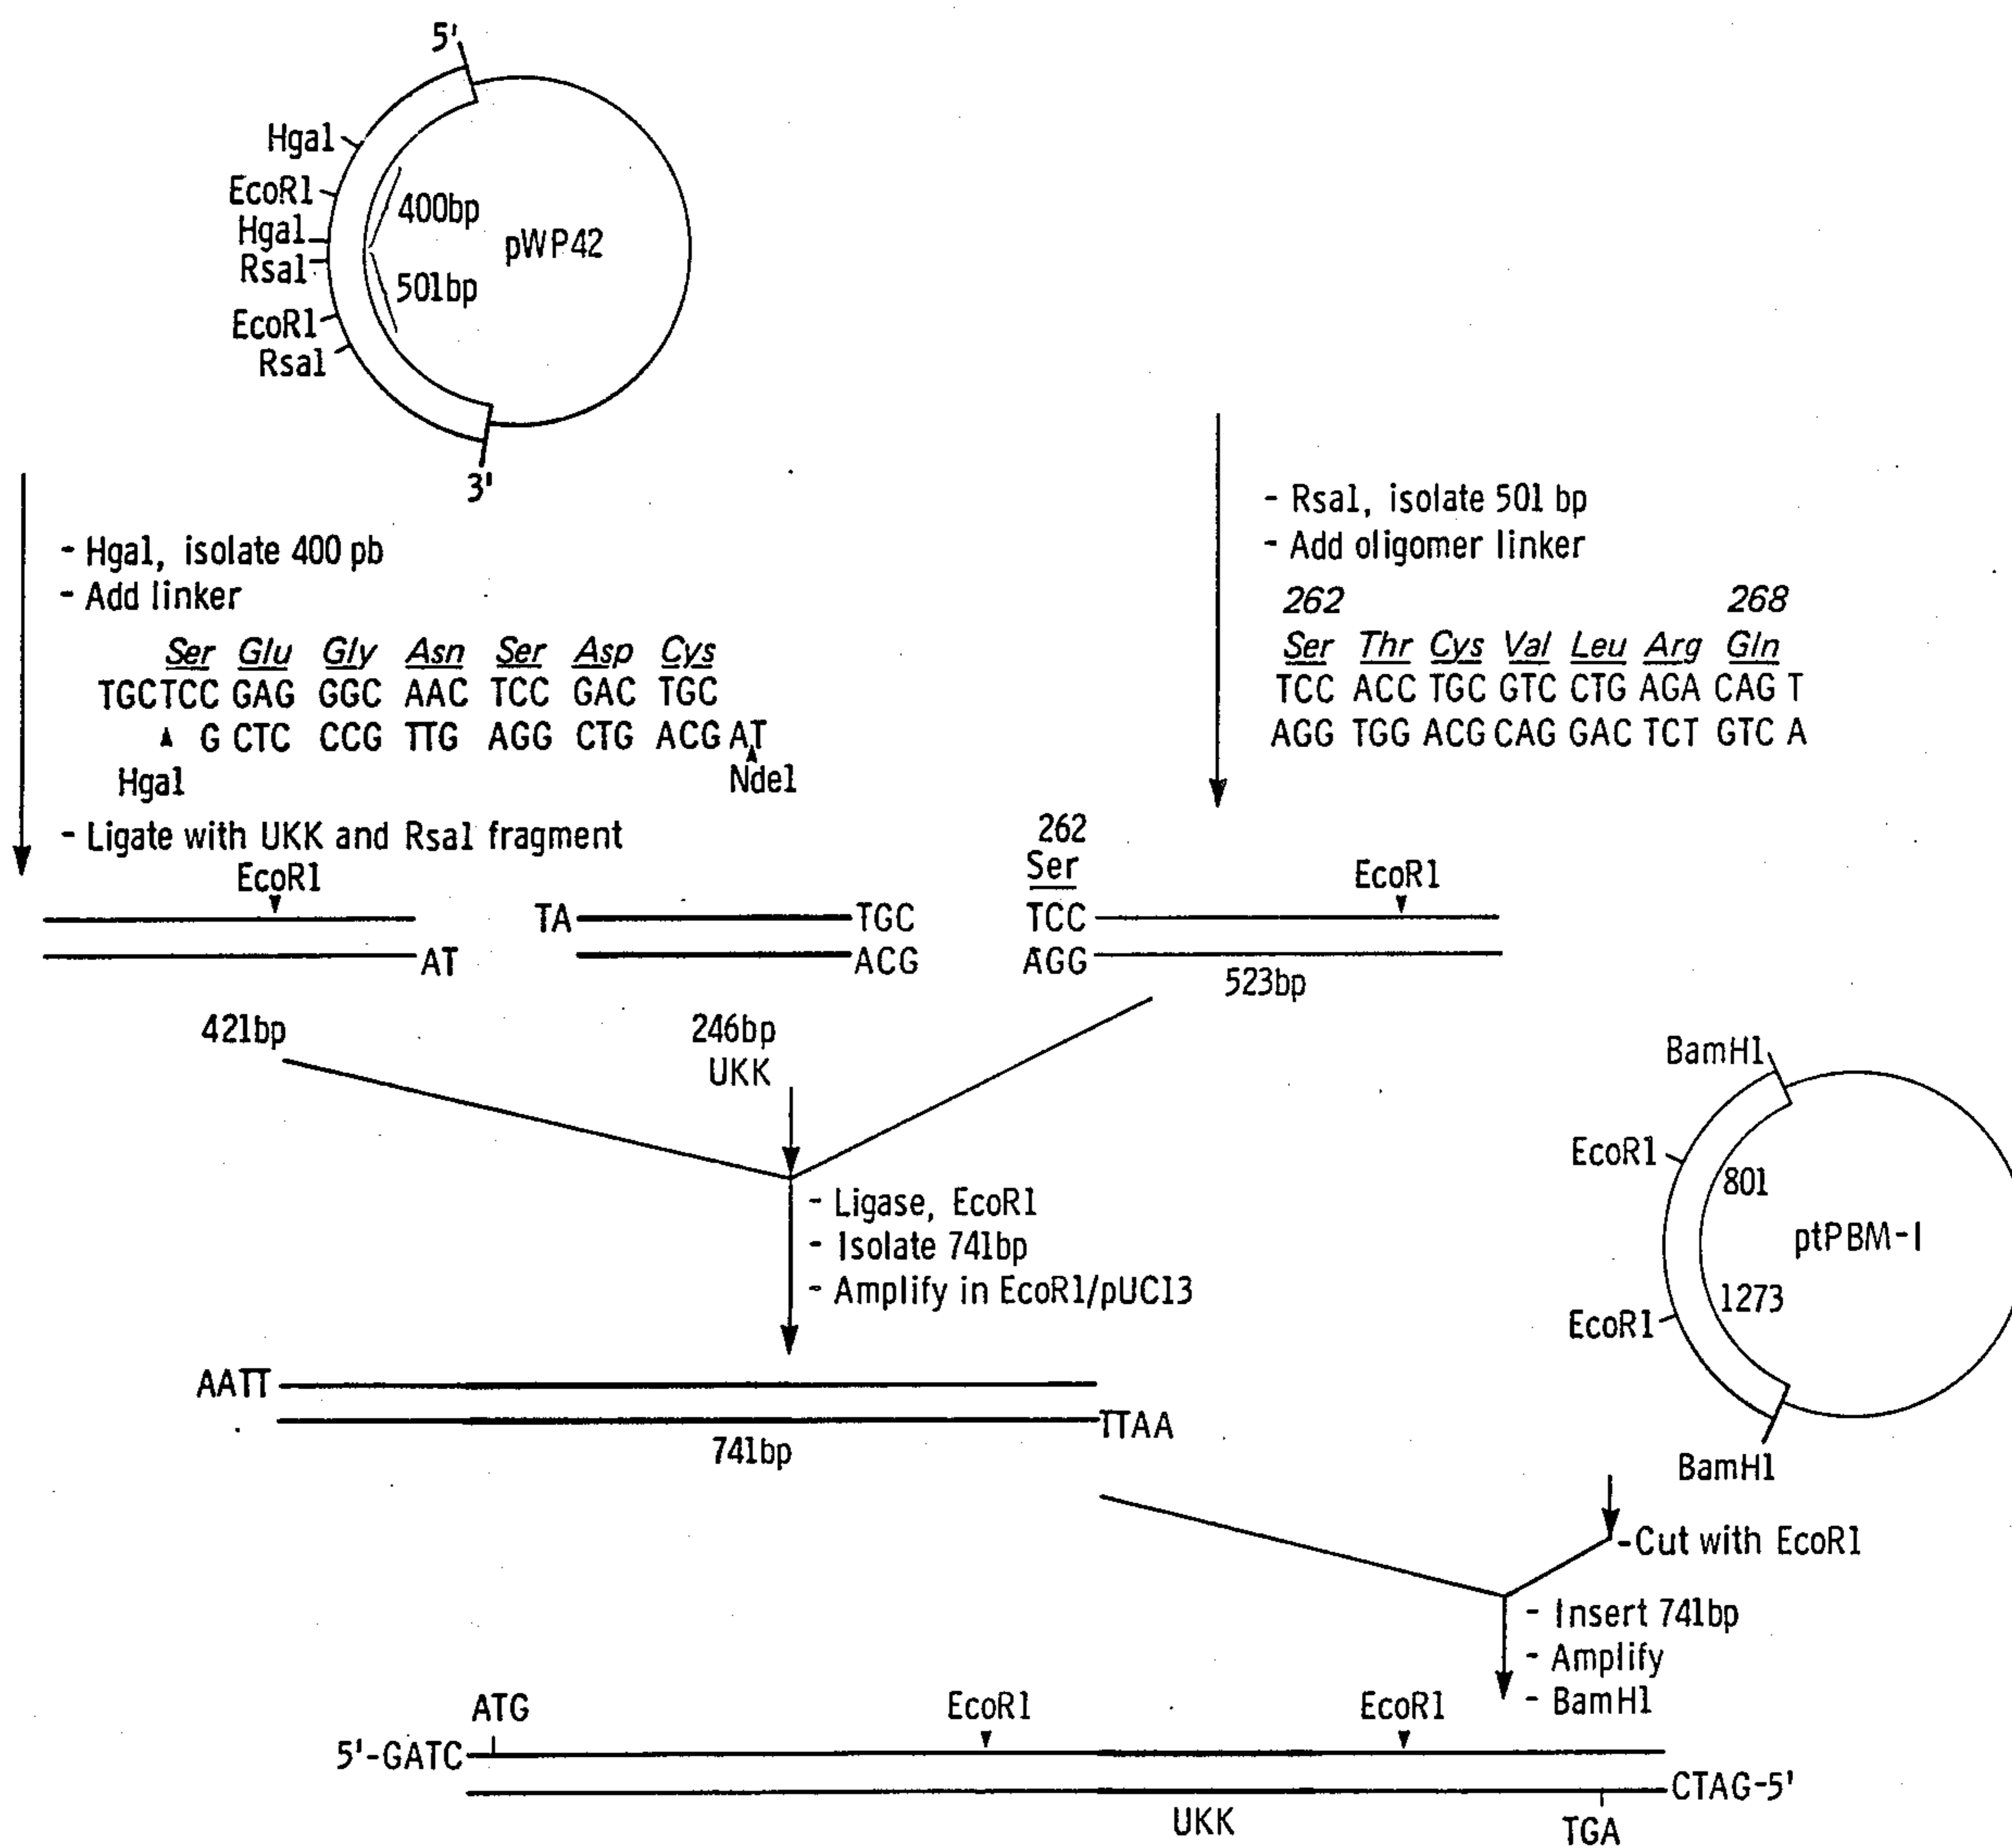 5'
HgaI
EcoR1
HgaI
RsaI
EcoR1
RsaI
400bp
501bp
pWP42
3'
- HgaI, isolate 400 pb
- Add linker
Ser Glu Gly Asn Ser Asp Cys
TGCTCC GAG GGC AAC TCC GAC TGC
G CTC CCG TTG AGG CTG ACG AT
HgaI
NdeI
- Ligate with UKK and RsaI fragment
- RsaI, isolate 501 bp
- Add oligomer linker
262 268
Ser Thr Cys Val Leu Arg Gln
TCC ACC TGC GTC CTG AGA CAG T
AGG TGG ACG CAG GAC TCT GTC A
EcoR1
AT
421bp
TA TGC
ACG
246bp
UKK
262
Ser
TCC
AGG
EcoR1
523bp
- Ligase, EcoR1
- Isolate 741bp
- Amplify in EcoR1/pUC13
BamH1
EcoR1
801
ptPBM-I
1273
EcoR1
BamH1
AATT
TTAA
741bp
-Cut with EcoR1
- Insert 741bp
- Amplify
- BamH1
ATG EcoR1 EcoR1
5'-GATC
CTAG-5'
UKK
TGA